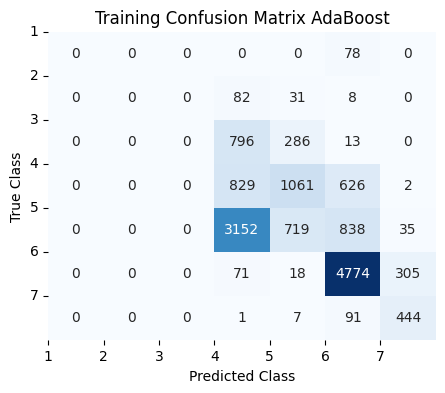 Training Confusion Matrix AdaBoost
1
0 0 0 0 0 78 0
2
0 0 0 82 31 8 0
3
0 0 0 796 286 13 0
4
0 0 0 829 1061 626 2
5
0 0 0 3152 719 838 35
6
0 0 0 71 18 4774 305
7
0 0 0 1 7 91 444
True Class
1 2 3 4 5 6 7
Predicted Class